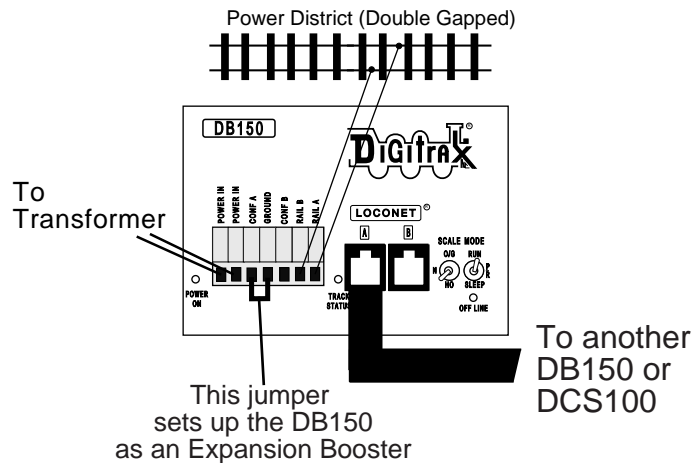 Power District (Double Gapped)
DB150
DiGitrax
®
To
Transformer
POWER IN
POWER IN
CONF A
GROUND
CONF B
RAIL B
RAIL A
LOCONET®
A
B
SCALE MODE
O/G
RUN
N
HO
SLEEP
POWER
ON
TRACK
STATUS
OFF LINE
To another
DB150 or
DCS100
This jumper
sets up the DB150
as an Expansion Booster